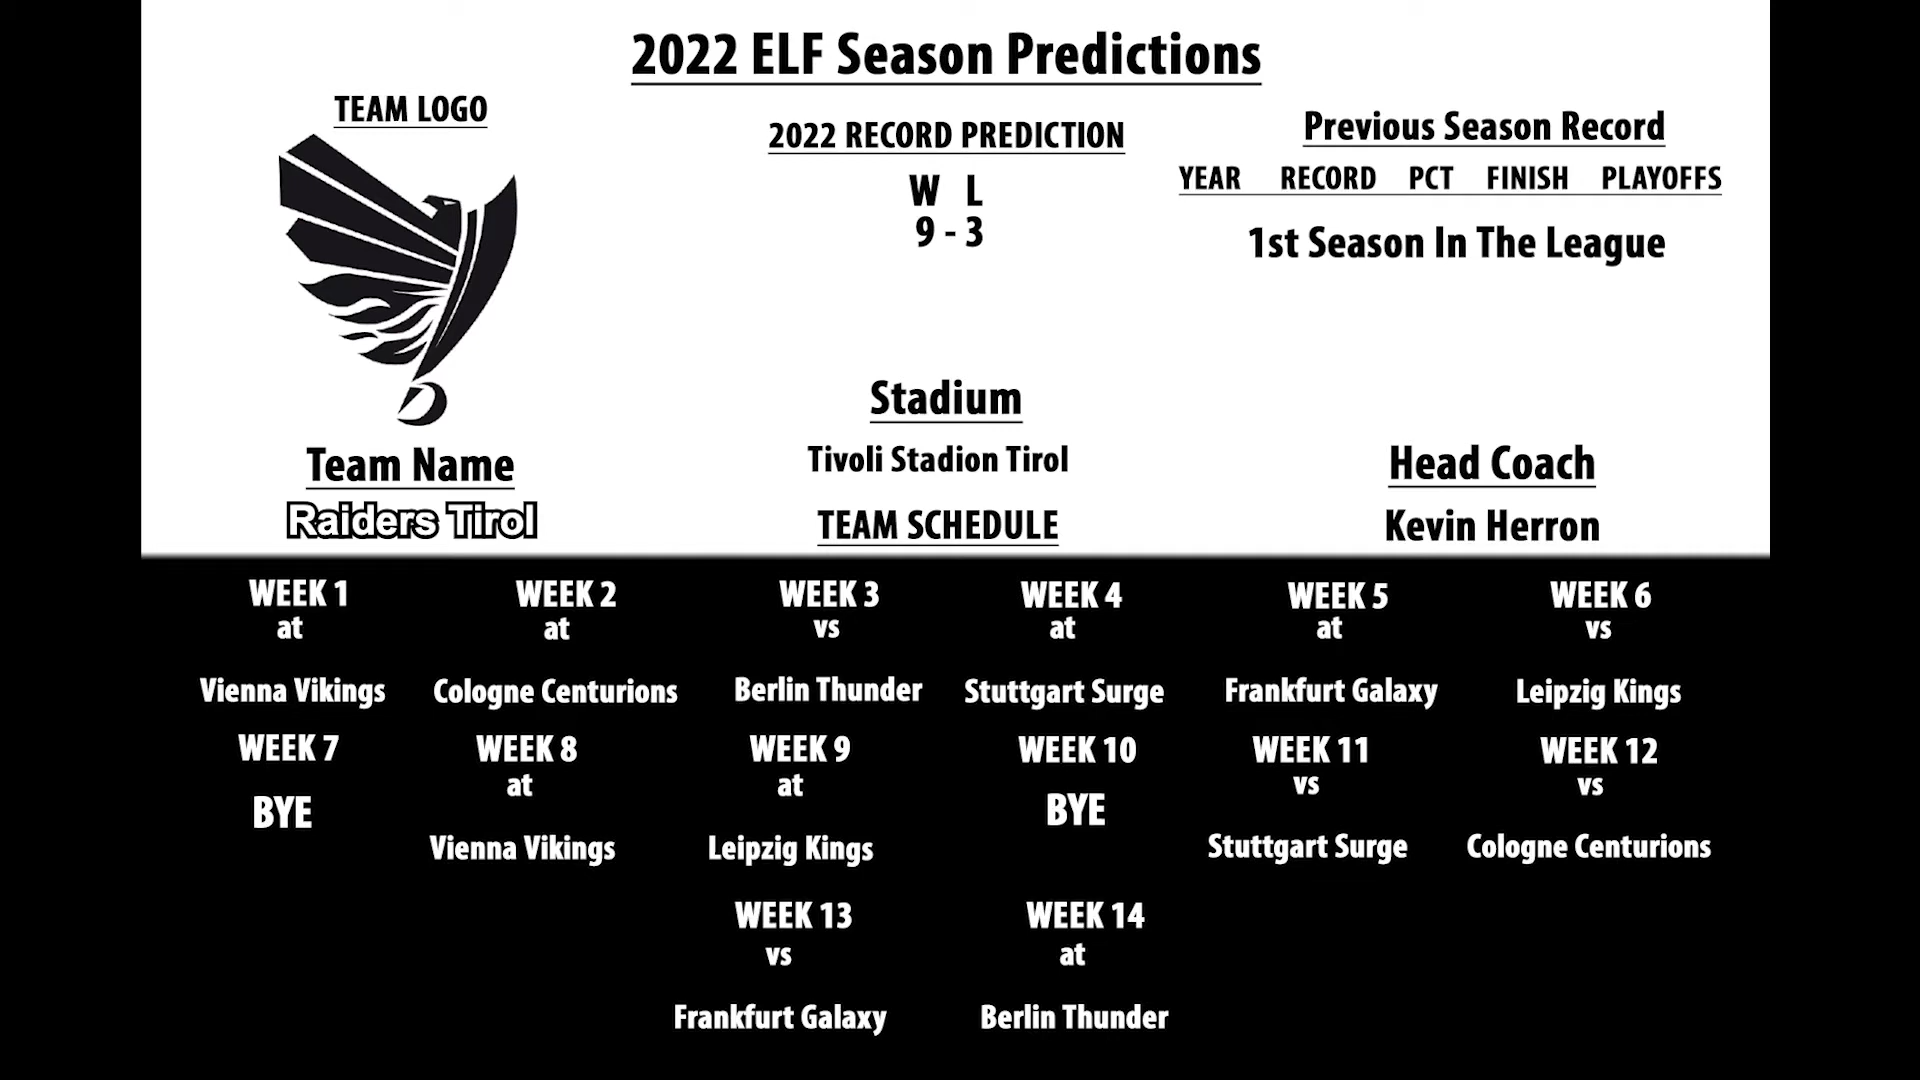 2022 ELF Season Predictions
TEAM LOGO
2022 RECORD PREDICTION
W L
9 - 3
Previous Season Record
YEAR RECORD PCT FINISH PLAYOFFS
1st Season In The League
Stadium
Tivoli Stadion Tirol
Team Name
Raiders Tirol
Head Coach
Kevin Herron
TEAM SCHEDULE
WEEK 1 WEEK 2 WEEK 3 WEEK 4 WEEK 5 WEEK 6
at at vs at at vs
Vienna Vikings Cologne Centurions Berlin Thunder Stuttgart Surge Frankfurt Galaxy Leipzig Kings
WEEK 7 WEEK 8 WEEK 9 WEEK 10 WEEK 11 WEEK 12
at at vs vs
BYE BYE
Vienna Vikings Leipzig Kings Stuttgart Surge Cologne Centurions
WEEK 13 WEEK 14
vs at
Frankfurt Galaxy Berlin Thunder